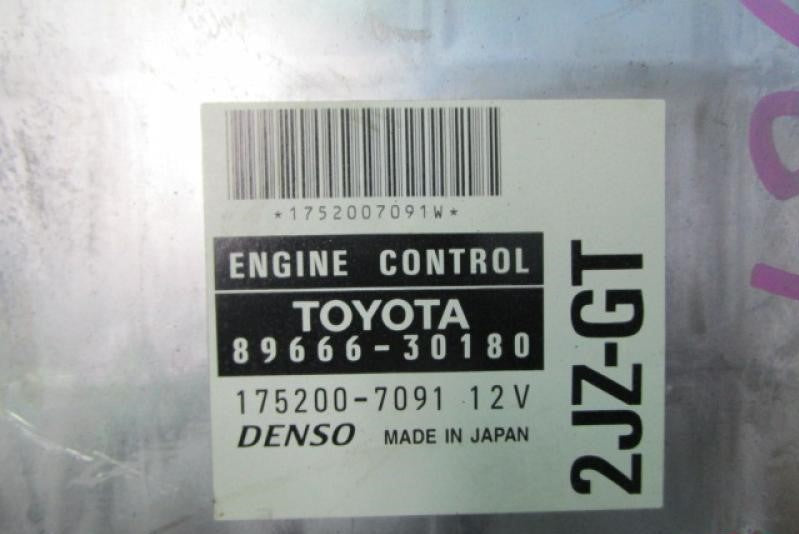 *1752007091W*
ENGINE CONTROL
TOYOTA
89666-30180
175200-7091 12V
DENSO MADE IN JAPAN
2JZ-GT